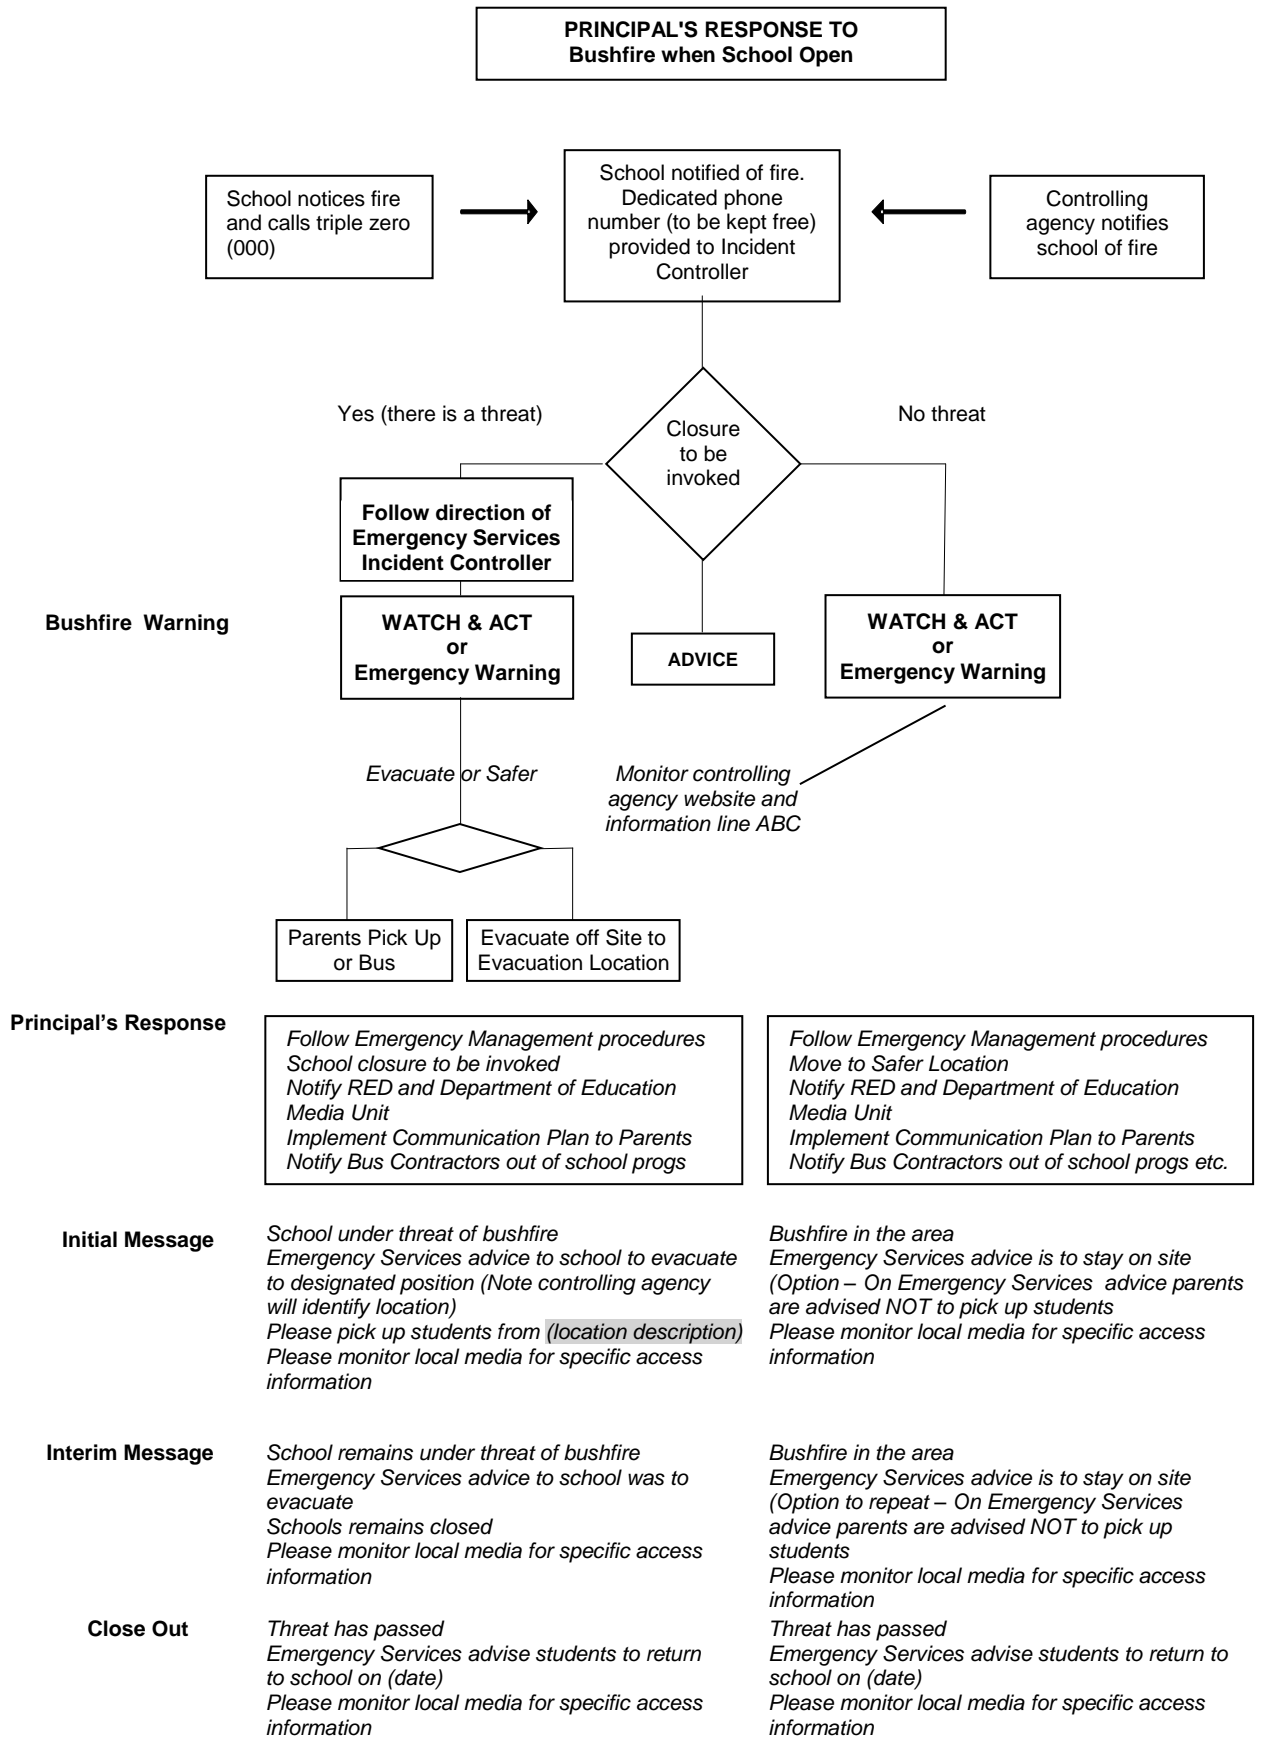 PRINCIPAL'S RESPONSE TO
Bushfire when School Open
School notices fire
and calls triple zero
(000)
School notified of fire.
Dedicated phone
number (to be kept free)
provided to Incident
Controller
Controlling
agency notifies
school of fire
Yes (there is a threat)
Closure
to be
invoked
No threat
Follow direction of
Emergency Services
Incident Controller
Bushfire Warning
WATCH & ACT
or
Emergency Warning
ADVICE
WATCH & ACT
or
Emergency Warning
Evacuate or Safer
Monitor controlling
agency website and
information line ABC
Parents Pick Up
or Bus
Evacuate off Site to
Evacuation Location
Principal’s Response
Follow Emergency Management procedures
School closure to be invoked
Notify RED and Department of Education
Media Unit
Implement Communication Plan to Parents
Notify Bus Contractors out of school progs
Follow Emergency Management procedures
Move to Safer Location
Notify RED and Department of Education
Media Unit
Implement Communication Plan to Parents
Notify Bus Contractors out of school progs etc.
Initial Message
School under threat of bushfire
Emergency Services advice to school to evacuate
to designated position (Note controlling agency
will identify location)
Please pick up students from (location description)
Please monitor local media for specific access
information
Bushfire in the area
Emergency Services advice is to stay on site
(Option – On Emergency Services advice parents
are advised NOT to pick up students
Please monitor local media for specific access
information
Interim Message
School remains under threat of bushfire
Emergency Services advice to school was to
evacuate
Schools remains closed
Please monitor local media for specific access
information
Bushfire in the area
Emergency Services advice is to stay on site
(Option to repeat – On Emergency Services
advice parents are advised NOT to pick up
students
Please monitor local media for specific access
information
Close Out
Threat has passed
Emergency Services advise students to return
to school on (date)
Please monitor local media for specific access
information
Threat has passed
Emergency Services advise students to return to
school on (date)
Please monitor local media for specific access
information